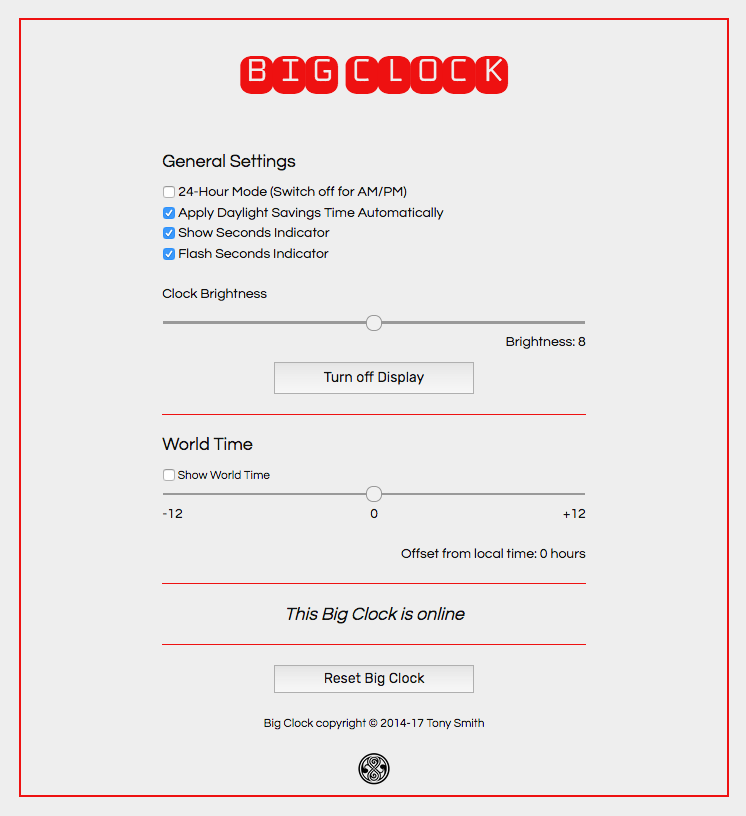 BIG CLOCK
General Settings
24-Hour Mode (Switch off for AM/PM)
Apply Daylight Savings Time Automatically
Show Seconds Indicator
Flash Seconds Indicator
Clock Brightness
Brightness: 8
Turn off Display
World Time
Show World Time
-12 0 +12
Offset from local time: 0 hours
This Big Clock is online
Reset Big Clock
Big Clock copyright © 2014-17 Tony Smith